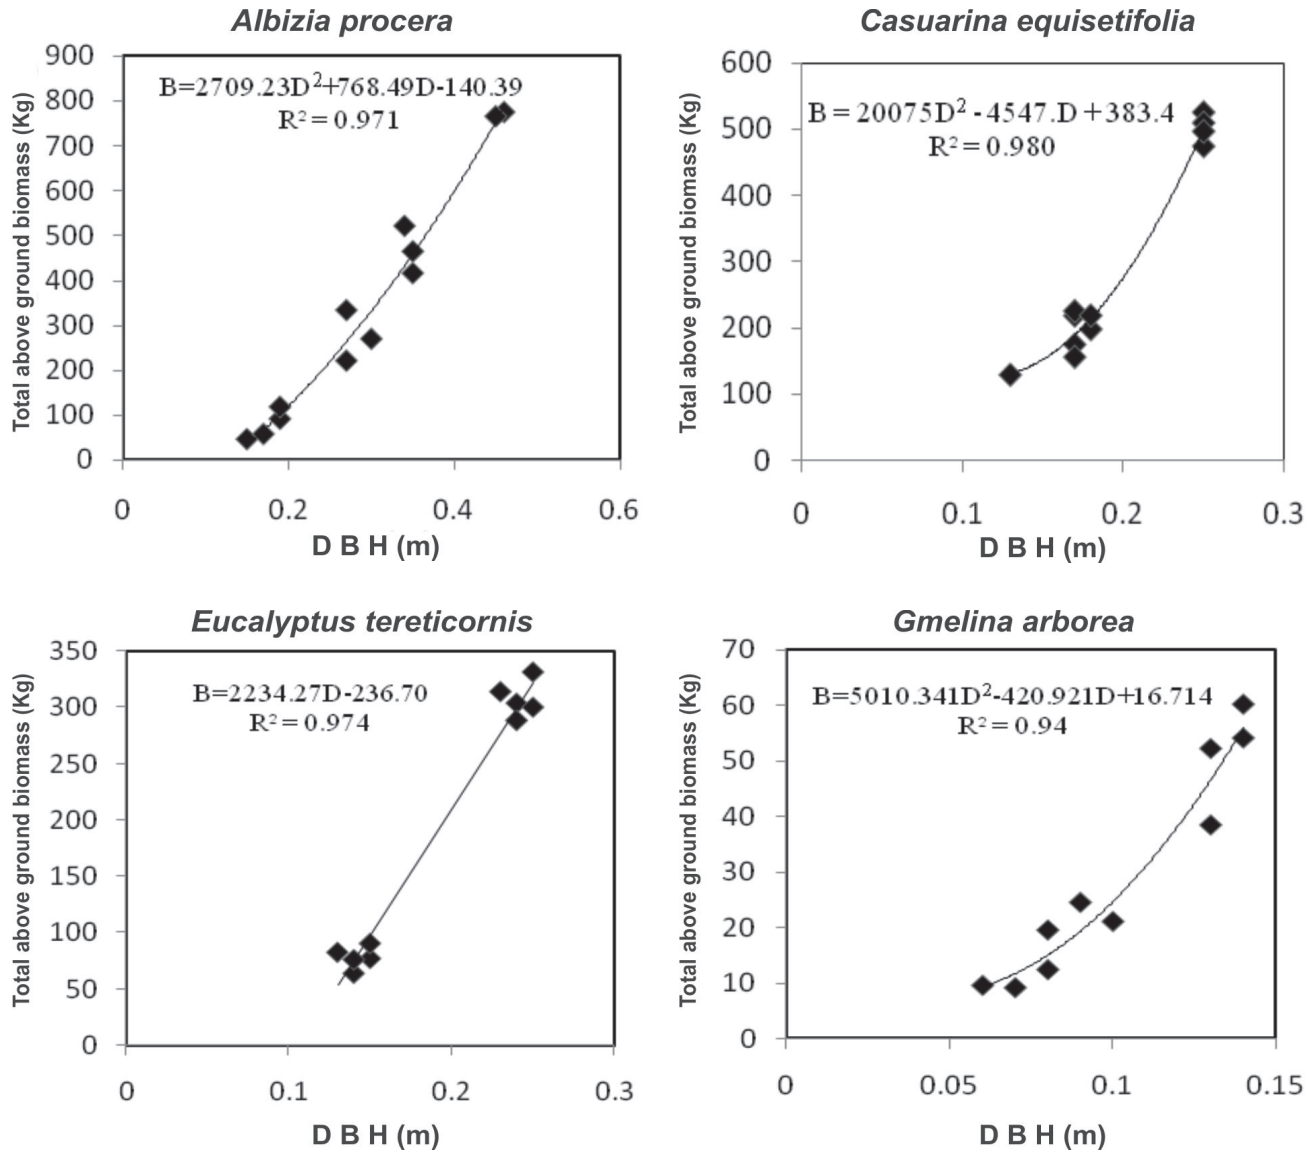 Albizia procera
Total above ground biomass (Kg)
900
800
700
600
500
400
300
200
100
0
B=2709.23D²+768.49D-140.39
R² = 0.971
0 0.2 0.4 0.6
D B H (m)
Casuarina equisetifolia
Total above ground biomass (Kg)
600
500
400
300
200
100
0
B = 20075D² -4547.D +383.4
R² = 0.980
0 0.1 0.2 0.3
D B H (m)
Eucalyptus tereticornis
Total above ground biomass (Kg)
350
300
250
200
150
100
50
0
B=2234.27D-236.70
R² = 0.974
0 0.1 0.2 0.3
D B H (m)
Gmelina arborea
Total above ground biomass (Kg)
70
60
50
40
30
20
10
0
B=5010.341D²-420.921D+16.714
R² = 0.94
0 0.05 0.1 0.15
D B H (m)